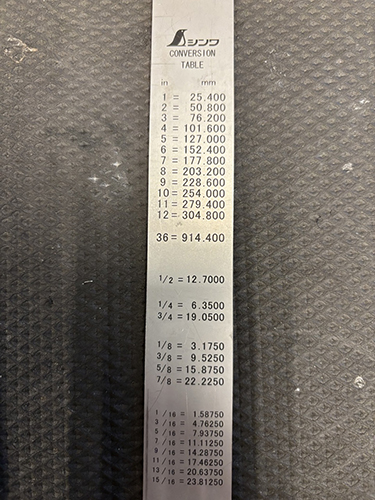 シンワ
CONVERSION
TABLE
in mm
1 = 25.400
2 = 50.800
3 = 76.200
4 = 101.600
5 = 127.000
6 = 152.400
7 = 177.800
8 = 203.200
9 = 228.600
10 = 254.000
11 = 279.400
12 = 304.800
36 = 914.400
1/2 = 12.7000
1/4 = 6.3500
3/4 = 19.0500
1/8 = 3.1750
3/8 = 9.5250
5/8 = 15.8750
7/8 = 22.2250
1/16 = 1.58750
3/16 = 4.76250
5/16 = 7.93750
7/16 = 11.11250
9/16 = 14.28750
11/16 = 17.46250
13/16 = 20.63750
15/16 = 23.81250